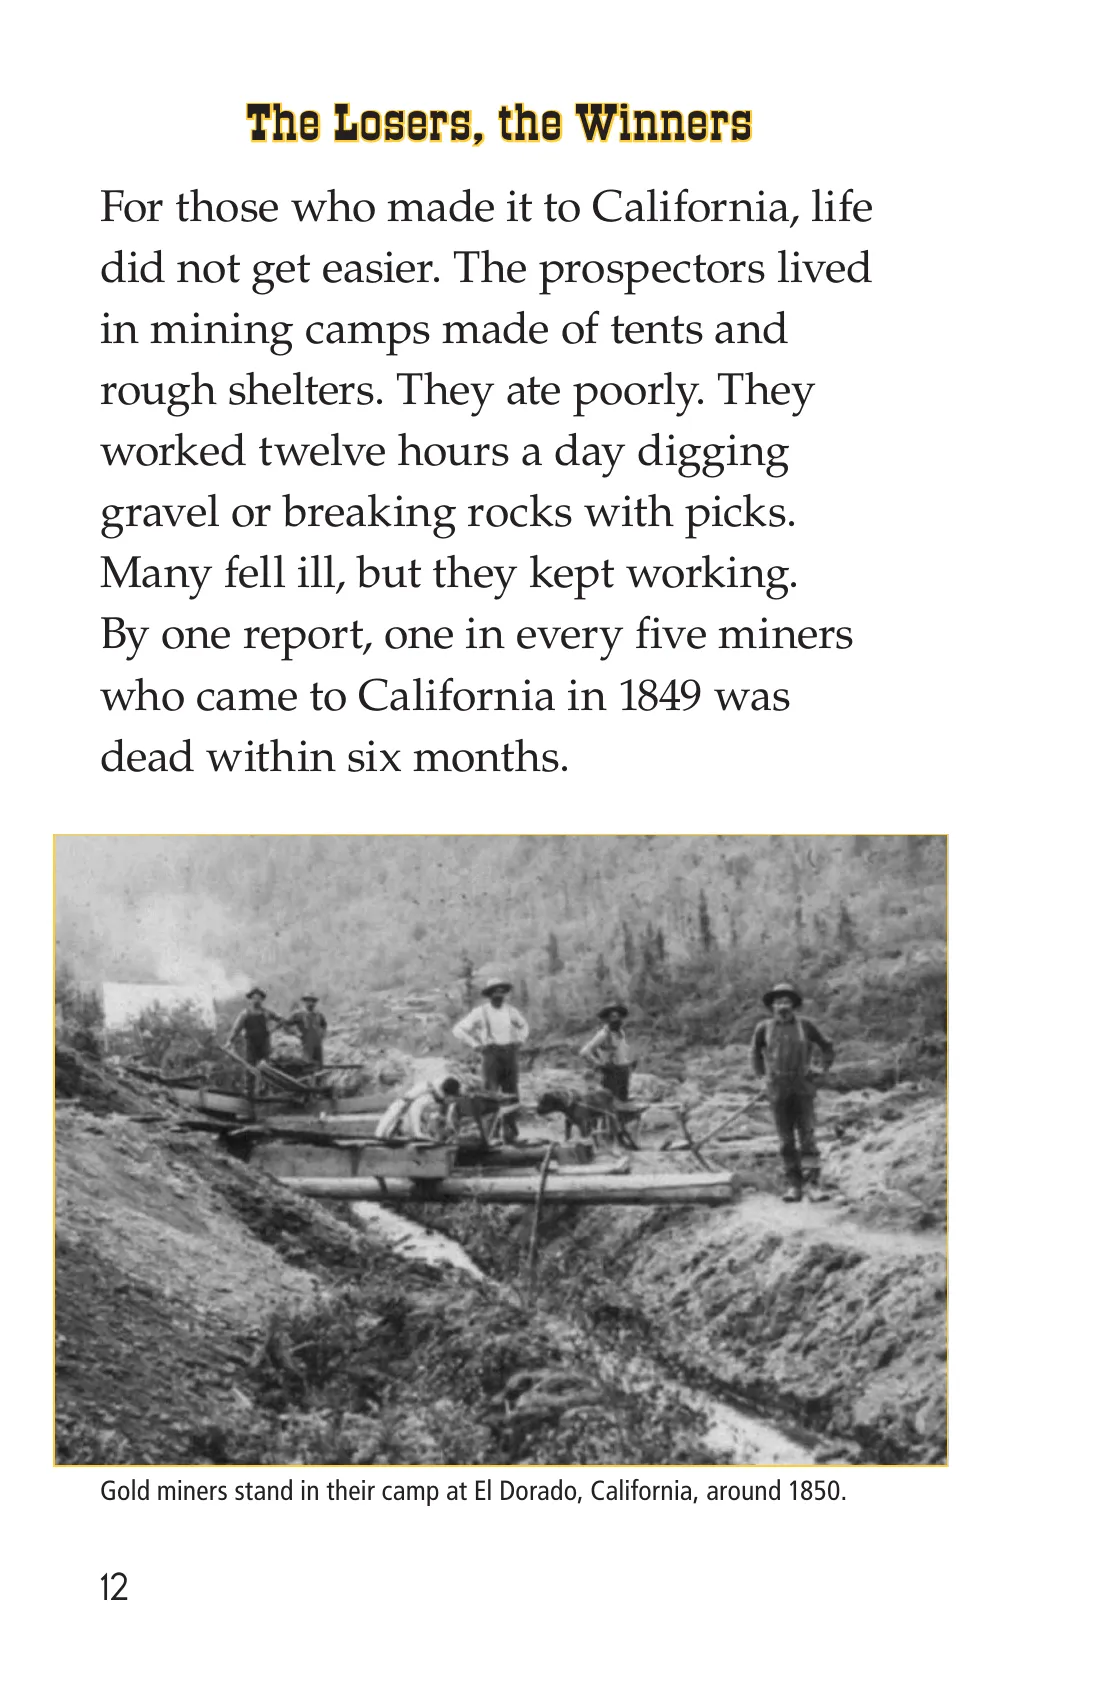 The Losers, the Winners
For those who made it to California, life
did not get easier. The prospectors lived
in mining camps made of tents and
rough shelters. They ate poorly. They
worked twelve hours a day digging
gravel or breaking rocks with picks.
Many fell ill, but they kept working.
By one report, one in every five miners
who came to California in 1849 was
dead within six months.
Gold miners stand in their camp at El Dorado, California, around 1850.
12